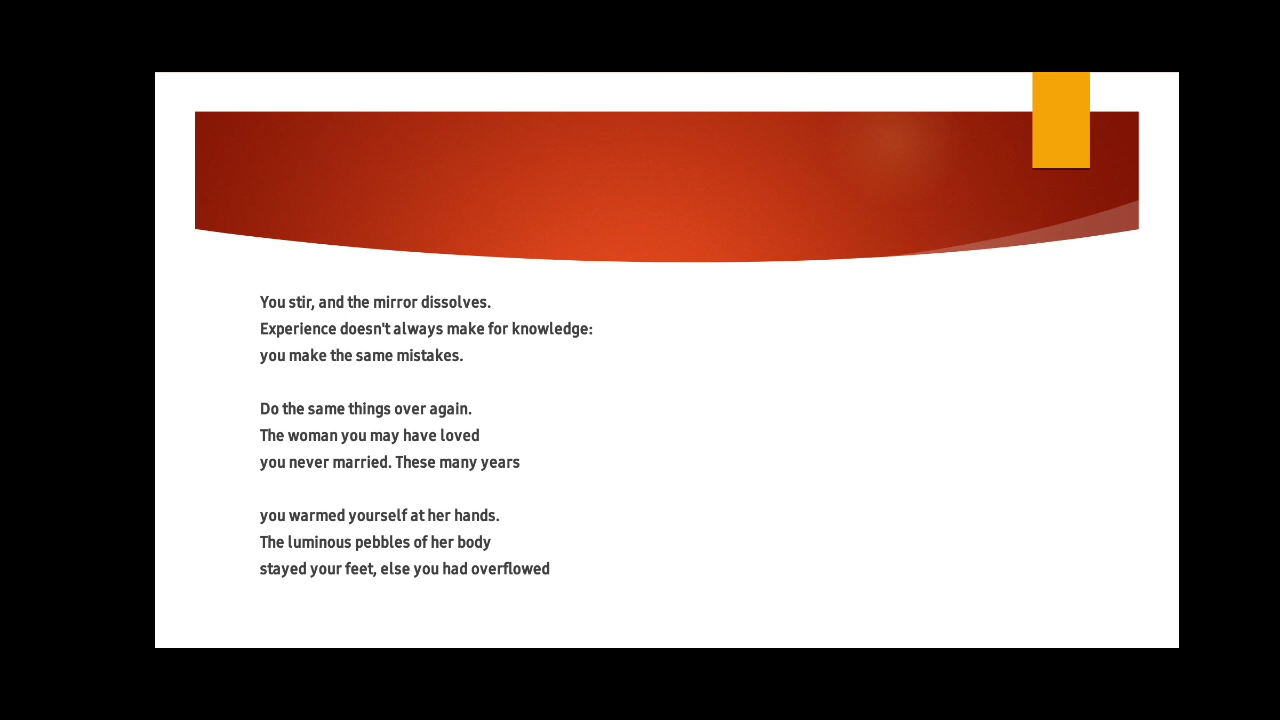 You stir, and the mirror dissolves.
Experience doesn't always make for knowledge:
you make the same mistakes.
Do the same things over again.
The woman you may have loved
you never married. These many years
you warmed yourself at her hands.
The luminous pebbles of her body
stayed your feet, else you had overflowed